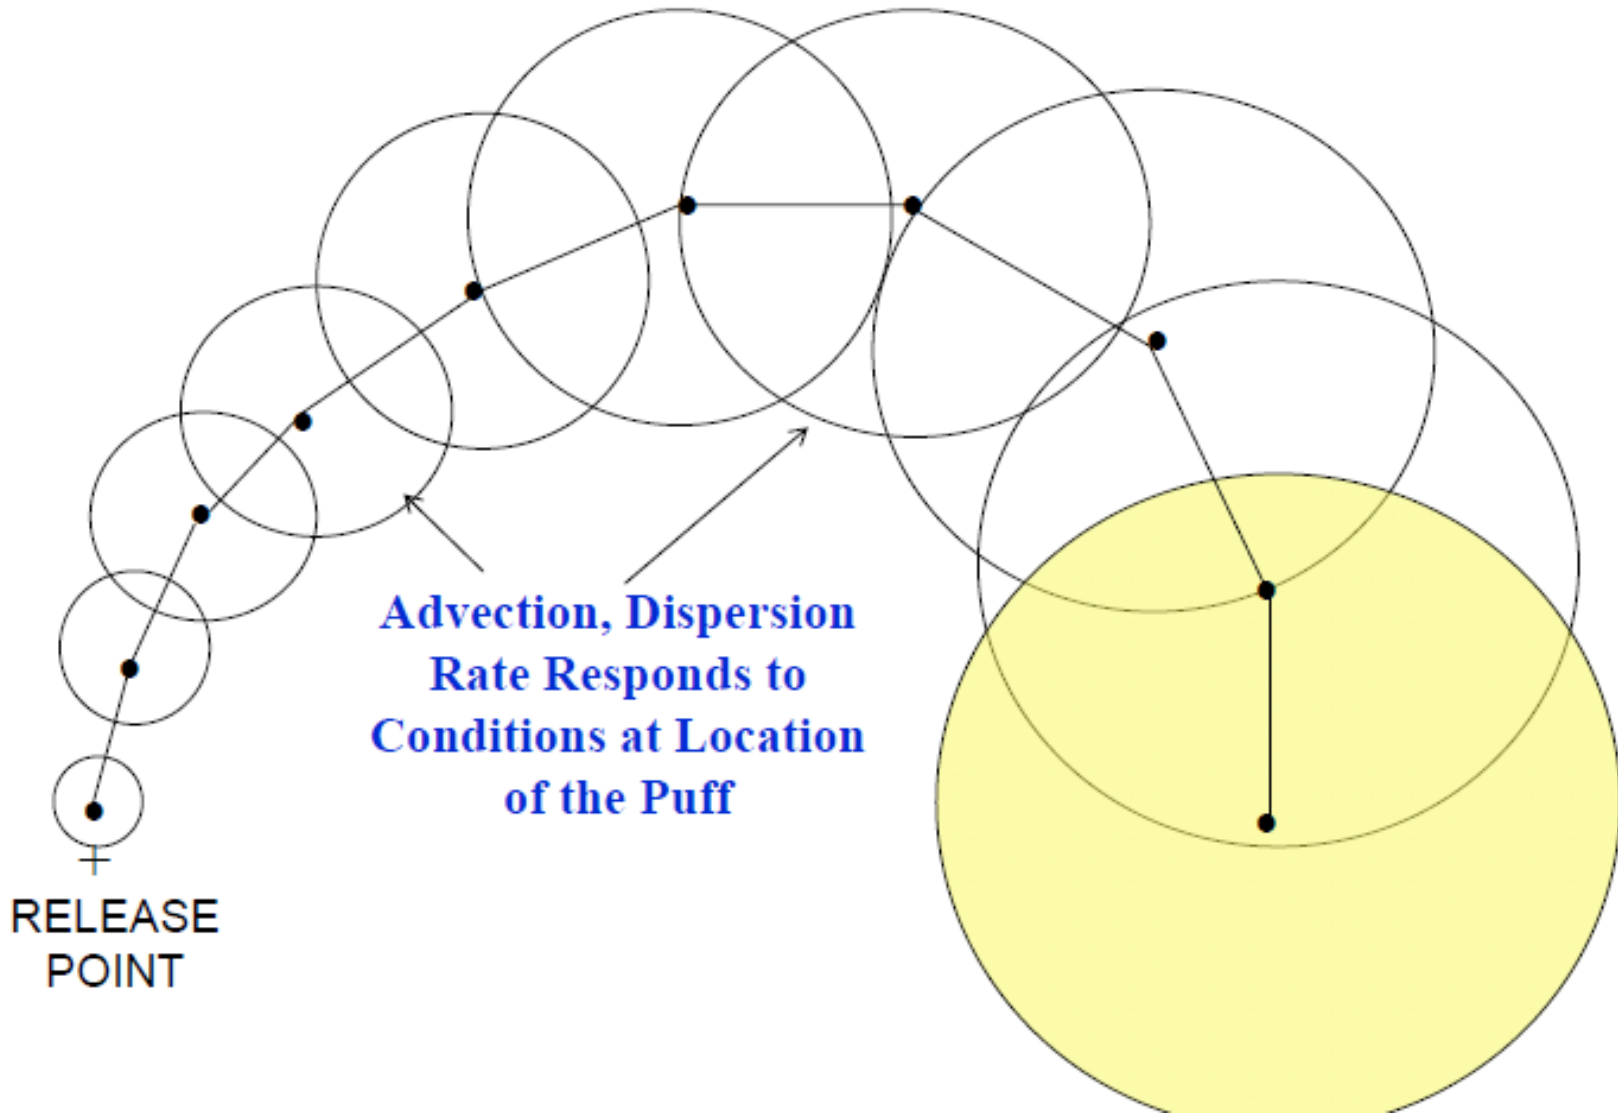 Advection, Dispersion
Rate Responds to
Conditions at Location
of the Puff
RELEASE
POINT